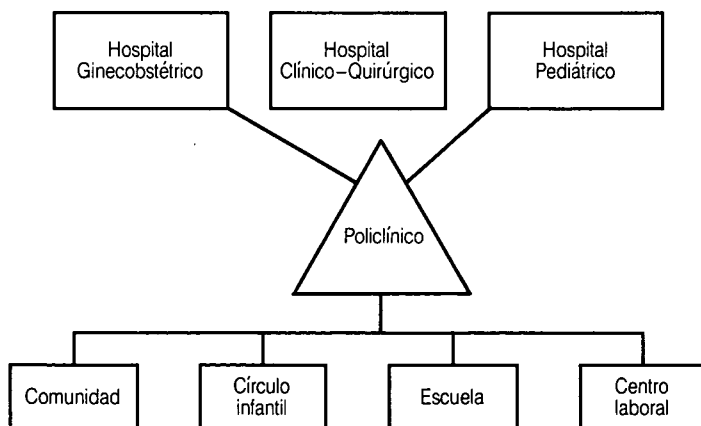 Hospital
Ginecobstétrico
Hospital
Clínico–Quirúrgico
Hospital
Pediátrico
Policlínico
Comunidad
Círculo
infantil
Escuela
Centro
laboral